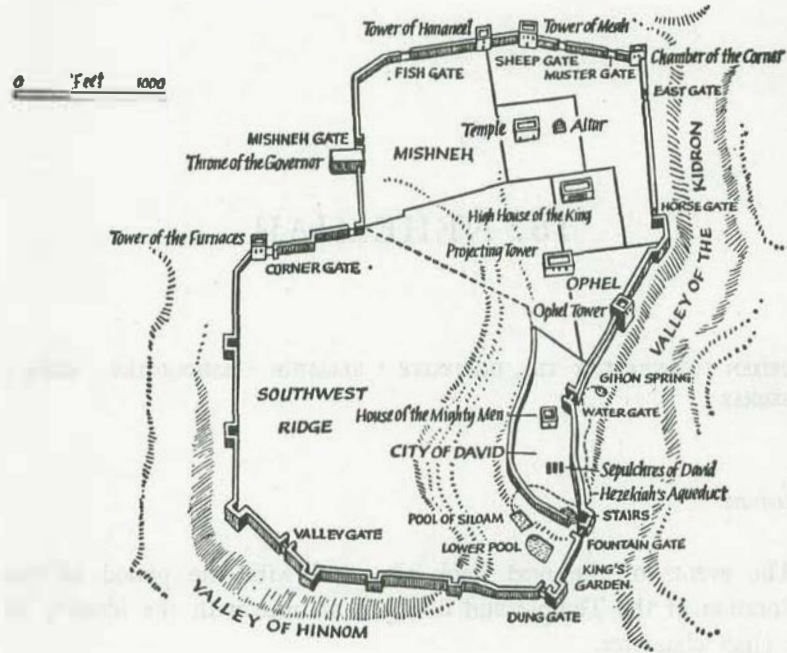 Tower of Hananeel
Tower of Meah
FISH GATE
SHEEP GATE
MUSTER GATE
Chamber of the Corner
EAST GATE
0 Feet 1000
MISHNEH GATE
Throne of the Governor
MISHNEH
Temple
Altar
VALLEY OF THE KIDRON
HORSE GATE
High House of the King
Tower of the Furnaces
CORNER GATE
Projecting Tower
OPHEL
Ophel Tower
SOUTHWEST
RIDGE
GIHON SPRING
WATER GATE
House of the Mighty Men
CITY OF DAVID
Sepulchres of David
Hezekiah's Aqueduct
POOL OF SILOAM
STAIRS
VALLEY GATE
LOWER POOL
FOUNTAIN GATE
KING'S
GARDEN
VALLEY OF HINNOM
DUNG GATE